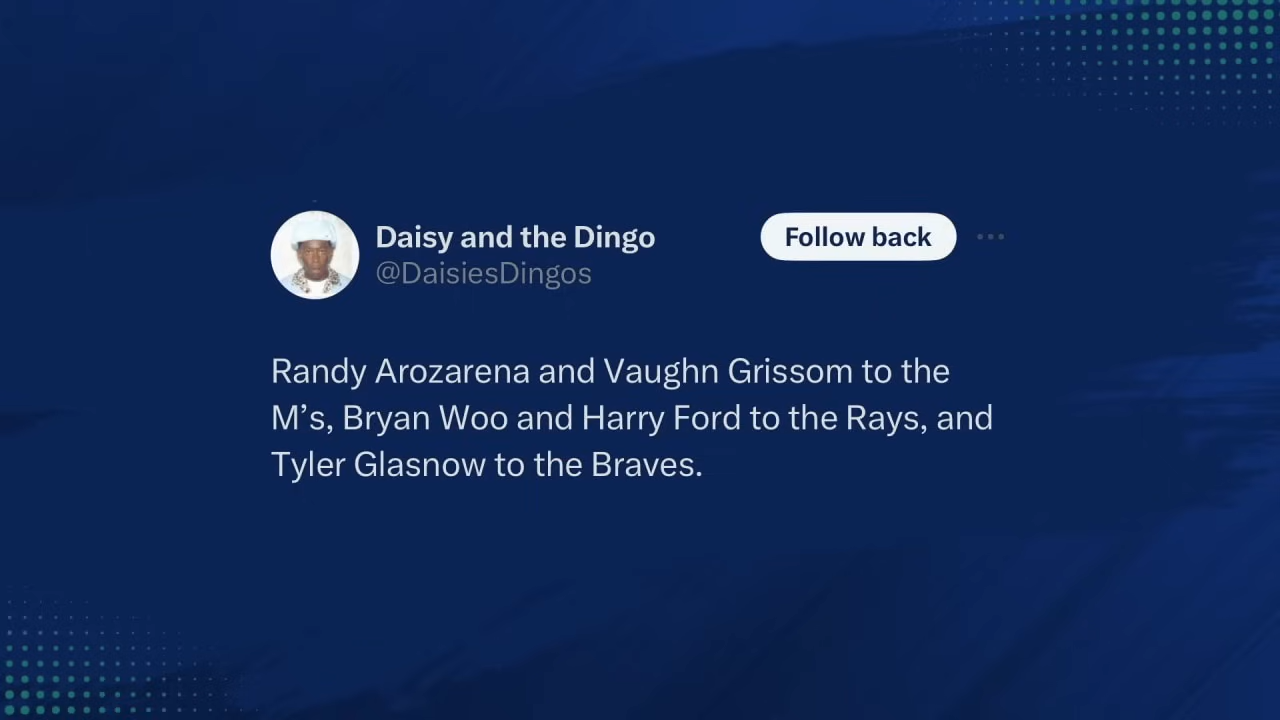 Daisy and the Dingo
@DaisiesDingos
Follow back
Randy Arozarena and Vaughn Grissom to the
M’s, Bryan Woo and Harry Ford to the Rays, and
Tyler Glasnow to the Braves.